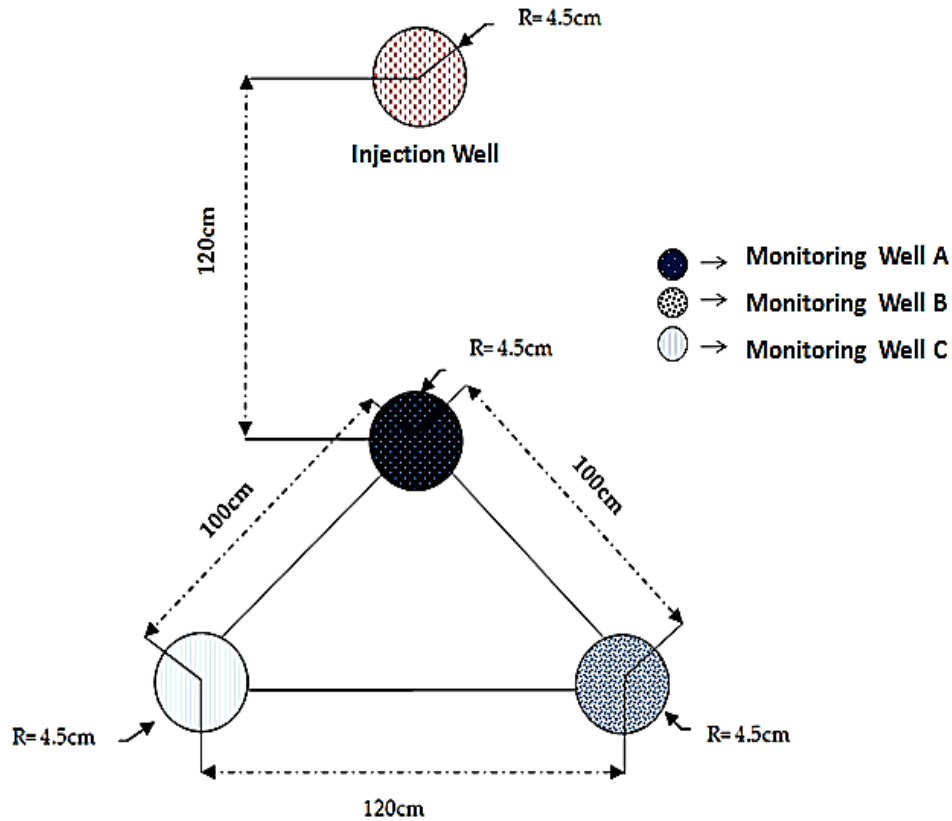 R= 4.5cm
Injection Well
120cm
→ Monitoring Well A
→ Monitoring Well B
→ Monitoring Well C
R= 4.5cm
100cm
100cm
R= 4.5cm
R= 4.5cm
120cm